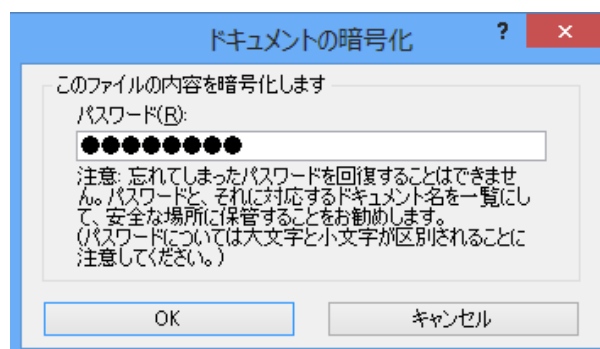 ドキュメントの暗号化 ? ×
このファイルの内容を暗号化します
パスワード(R):
●●●●●●●●
注意: 忘れてしまったパスワードを回復することはできませ
ん。パスワードと、それに対応するドキュメント名を一覧にし
て、安全な場所に保管することをお勧めします。
(パスワードについては大文字と小文字が区別されることに
注意してください。)
OK キャンセル